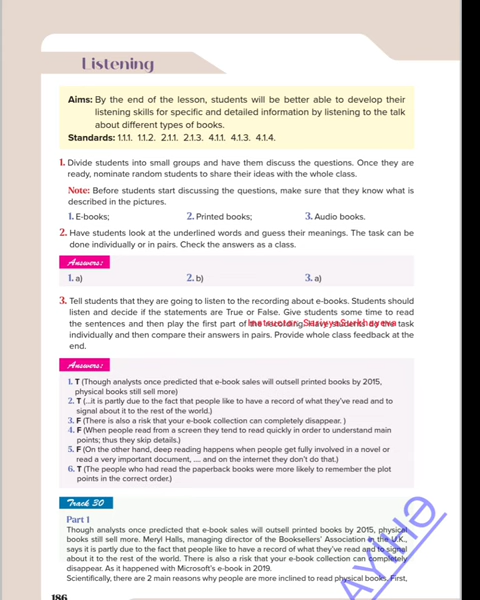 Listening
Aims: By the end of the lesson, students will be better able to develop their
listening skills for specific and detailed information by listening to the talk
about different types of books.
Standards: 1.1.1. 1.1.2. 2.1.1. 2.1.3. 4.1.1. 4.1.3. 4.1.4.
1. Divide students into small groups and have them discuss the questions. Once they are
ready, nominate random students to share their ideas with the whole class.
Note: Before students start discussing the questions, make sure that they know what is
described in the pictures.
1. E-books; 2. Printed books; 3. Audio books.
2. Have students look at the underlined words and guess their meanings. The task can be
done individually or in pairs. Check the answers as a class.
Answers:
1. a) 2. b) 3. a)
3. Tell students that they are going to listen to the recording about e-books. Students should
listen and decide if the statements are True or False. Give students some time to read
the sentences and then play the first part of the recording. Have students do the task
individually and then compare their answers in pairs. Provide whole class feedback at the
end.
Answers:
1. T (Though analysts once predicted that e-book sales will outsell printed books by 2015,
physical books still sell more)
2. T (...it is partly due to the fact that people like to have a record of what they've read and to
signal about it to the rest of the world.)
3. F (There is also a risk that your e-book collection can completely disappear. )
4. F (When people read from a screen they tend to read quickly in order to understand main
points; thus they skip details.)
5. F (On the other hand, deep reading happens when people get fully involved in a novel or
read a very important document, .... and on the internet they don't do that.)
6. T (The people who had read the paperback books were more likely to remember the plot
points in the correct order.)
Track 30
Part 1
Though analysts once predicted that e-book sales will outsell printed books by 2015, physical
books still sell more. Meryl Halls, managing director of the Booksellers' Association in the U.K.,
says it is partly due to the fact that people like to have a record of what they've read and to signal
about it to the rest of the world. There is also a risk that your e-book collection can completely
disappear. As it happened with Microsoft's e-book in 2019.
Scientifically, there are 2 main reasons why people are more inclined to read physical books. First,
186